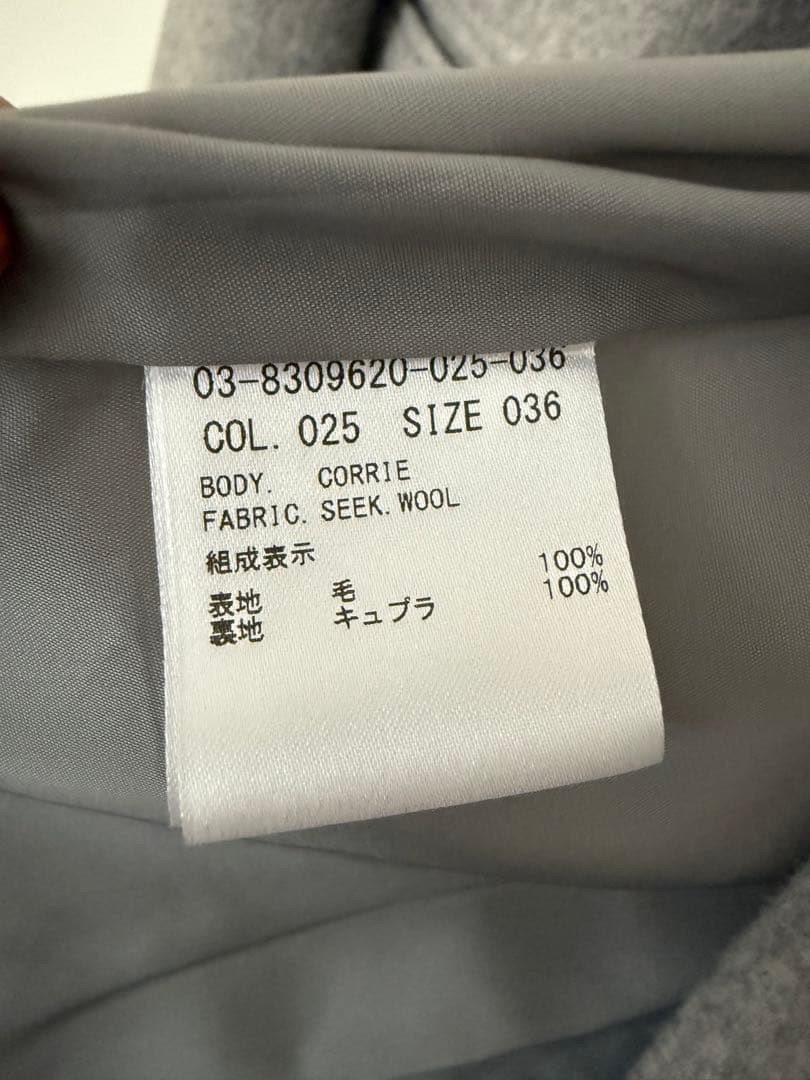 03-8309620-025-036
COL. 025 SIZE 036
BODY. CORRIE
FABRIC. SEEK. WOOL
組成表示
表地 毛 100%
裏地 キュプラ 100%